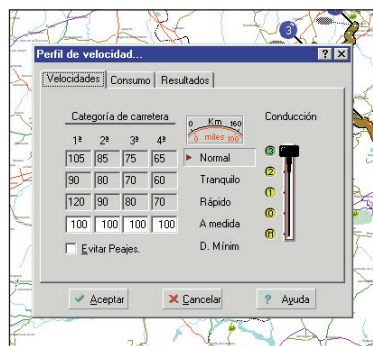 3
Perfil de velocidad...
Velocidades Consumo Resultados
Categoría de carretera
1ª 2ª 3ª 4ª
0 Km 160
0 miles 100
Conducción
105 85 75 65 Normal
90 80 70 60 Tranquilo
120 90 80 70 Rápido
100 100 100 100 A medida
Evitar Peajes.
D. Mínim
3
2
1
0
M
Aceptar Cancelar Ayuda